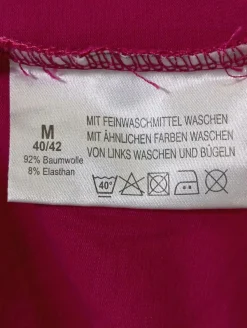 M
40/42
92% Baumwolle
8% Elasthan
MIT FEINWASCHMITTEL WASCHEN
MIT ÄHNLICHEN FARBEN WASCHEN
VON LINKS WASCHEN UND BÜGELN
40°